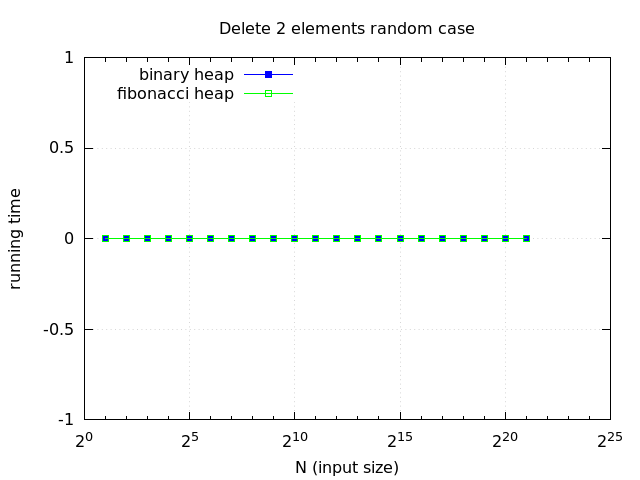 Delete 2 elements random case
1
binary heap
fibonacci heap
0.5
running time
0
-0.5
-1
2^0 2^5 2^10 2^15 2^20 2^25
N (input size)